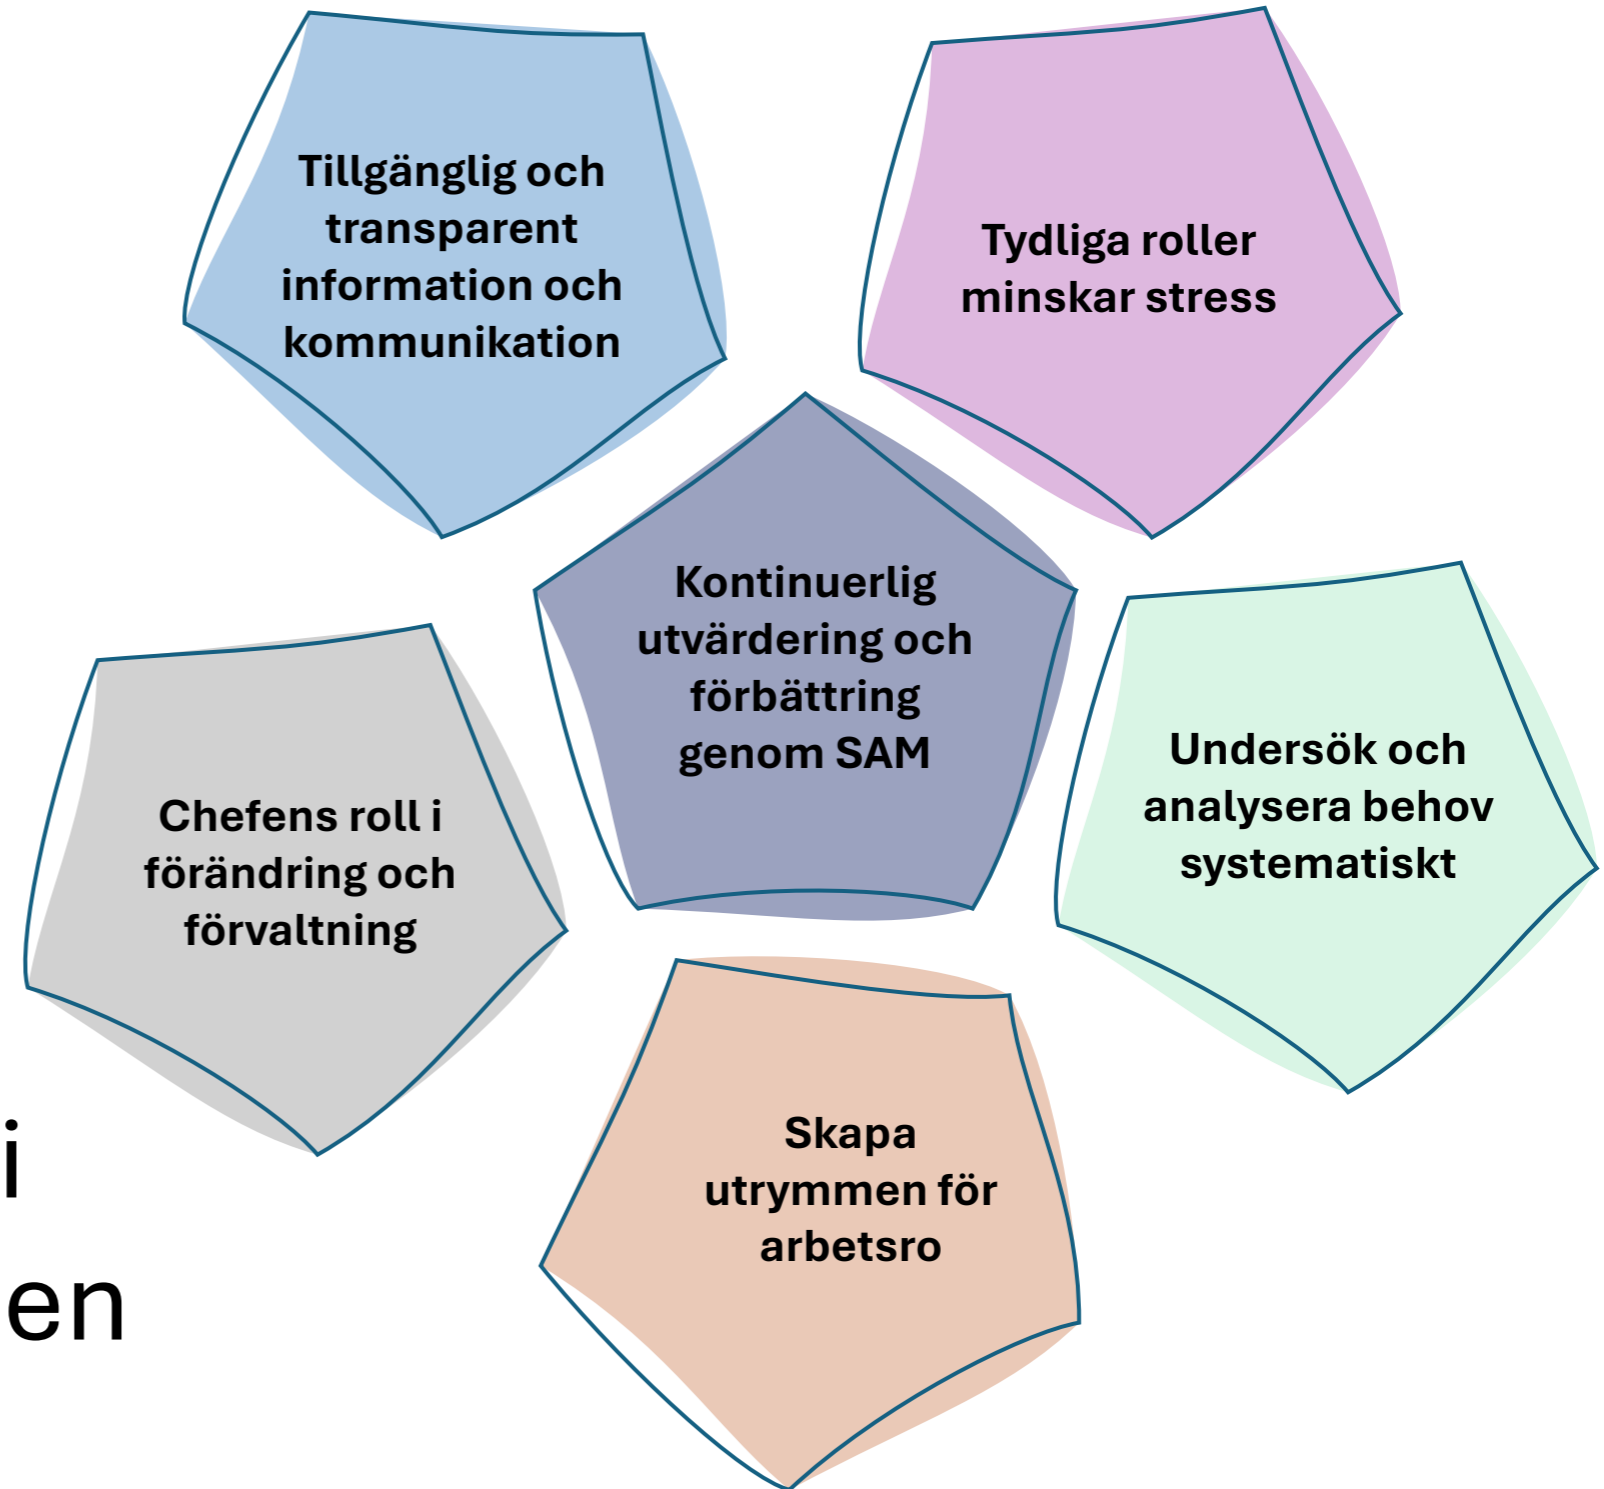 Tillgänglig och
transparent
information och
kommunikation
Tydliga roller
minskar stress
Kontinuerlig
utvärdering och
förbättring
genom SAM
Undersök och
analysera behov
systematiskt
Chefens roll i
förändring och
förvaltning
Skapa
utrymmen för
arbetsro
i
en